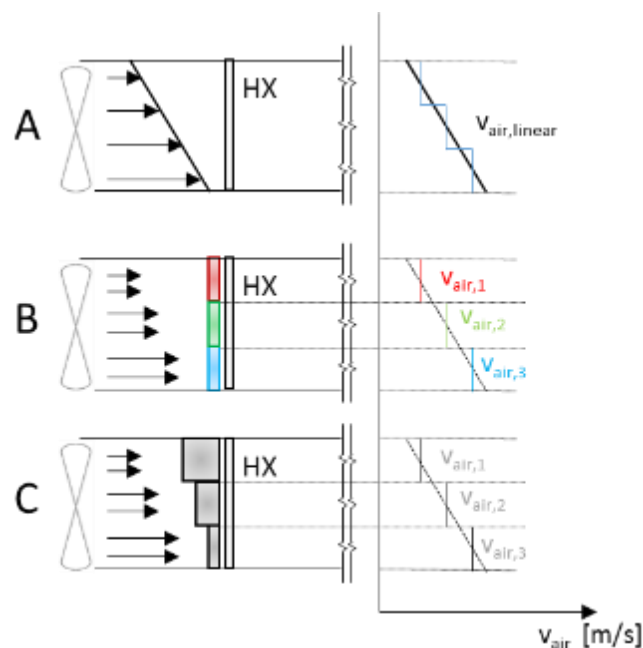 A
HX
v_air,linear
B
HX
v_air,1
v_air,2
v_air,3
C
HX
v_air,1
v_air,2
v_air,3
v_air [m/s]